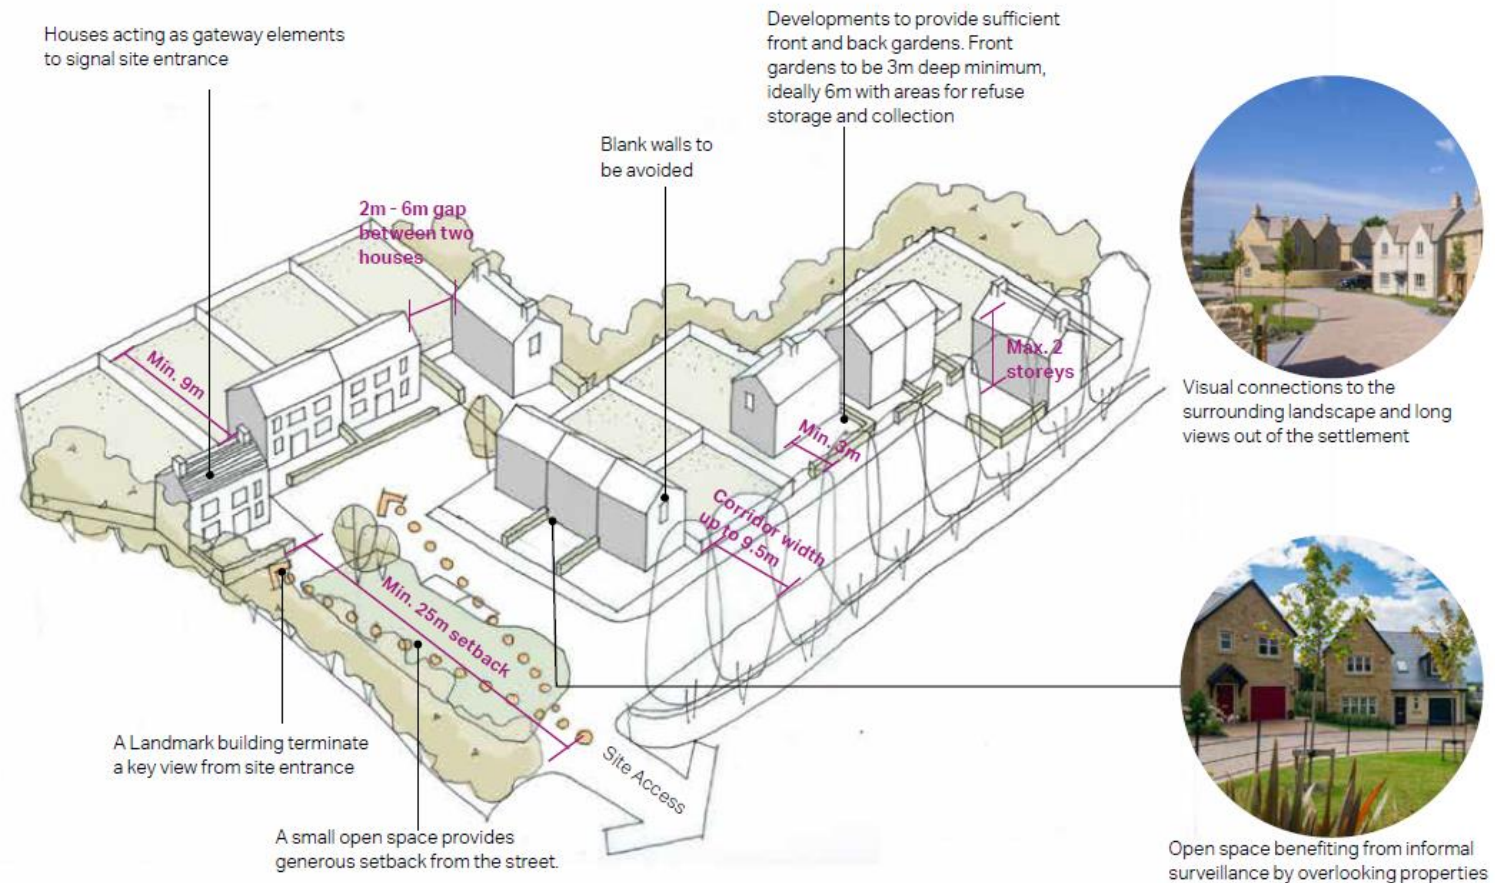 Houses acting as gateway elements
to signal site entrance
Developments to provide sufficient
front and back gardens. Front
gardens to be 3m deep minimum,
ideally 6m with areas for refuse
storage and collection
Blank walls to
be avoided
2m - 6m gap
between two
houses
Min. 9m
Max. 2
storeys
Min. 3m
Corridor width
up to 9.5m
Min. 25m setback
Site Access
Visual connections to the
surrounding landscape and long
views out of the settlement
A Landmark building terminate
a key view from site entrance
A small open space provides
generous setback from the street.
Open space benefiting from informal
surveillance by overlooking properties